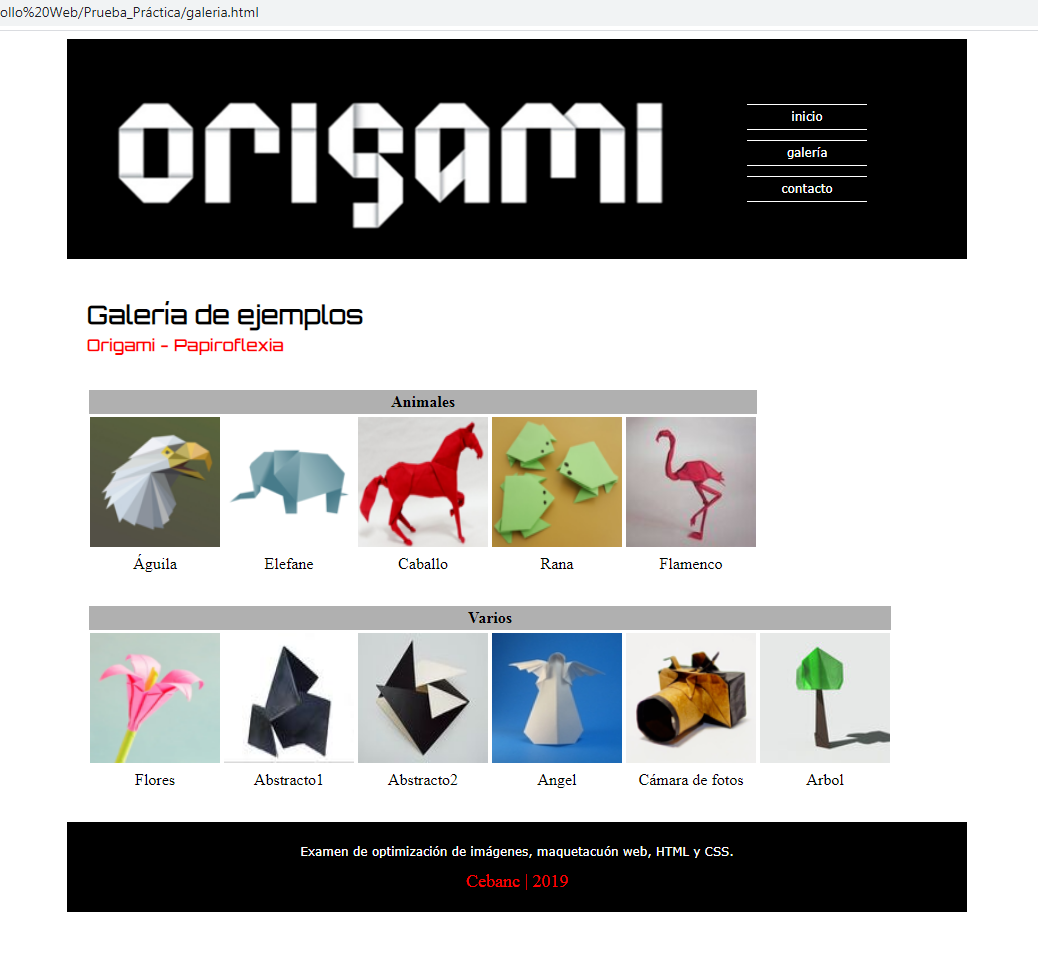 ollo%20Web/Prueba_Práctica/galeria.html
origami
inicio
galería
contacto
Galería de ejemplos
Origami - Papiroflexia
Animales
Águila Elefane Caballo Rana Flamenco
Varios
Flores Abstracto1 Abstracto2 Angel Cámara de fotos Arbol
Examen de optimización de imágenes, maquetacuón web, HTML y CSS.
Cebanc | 2019